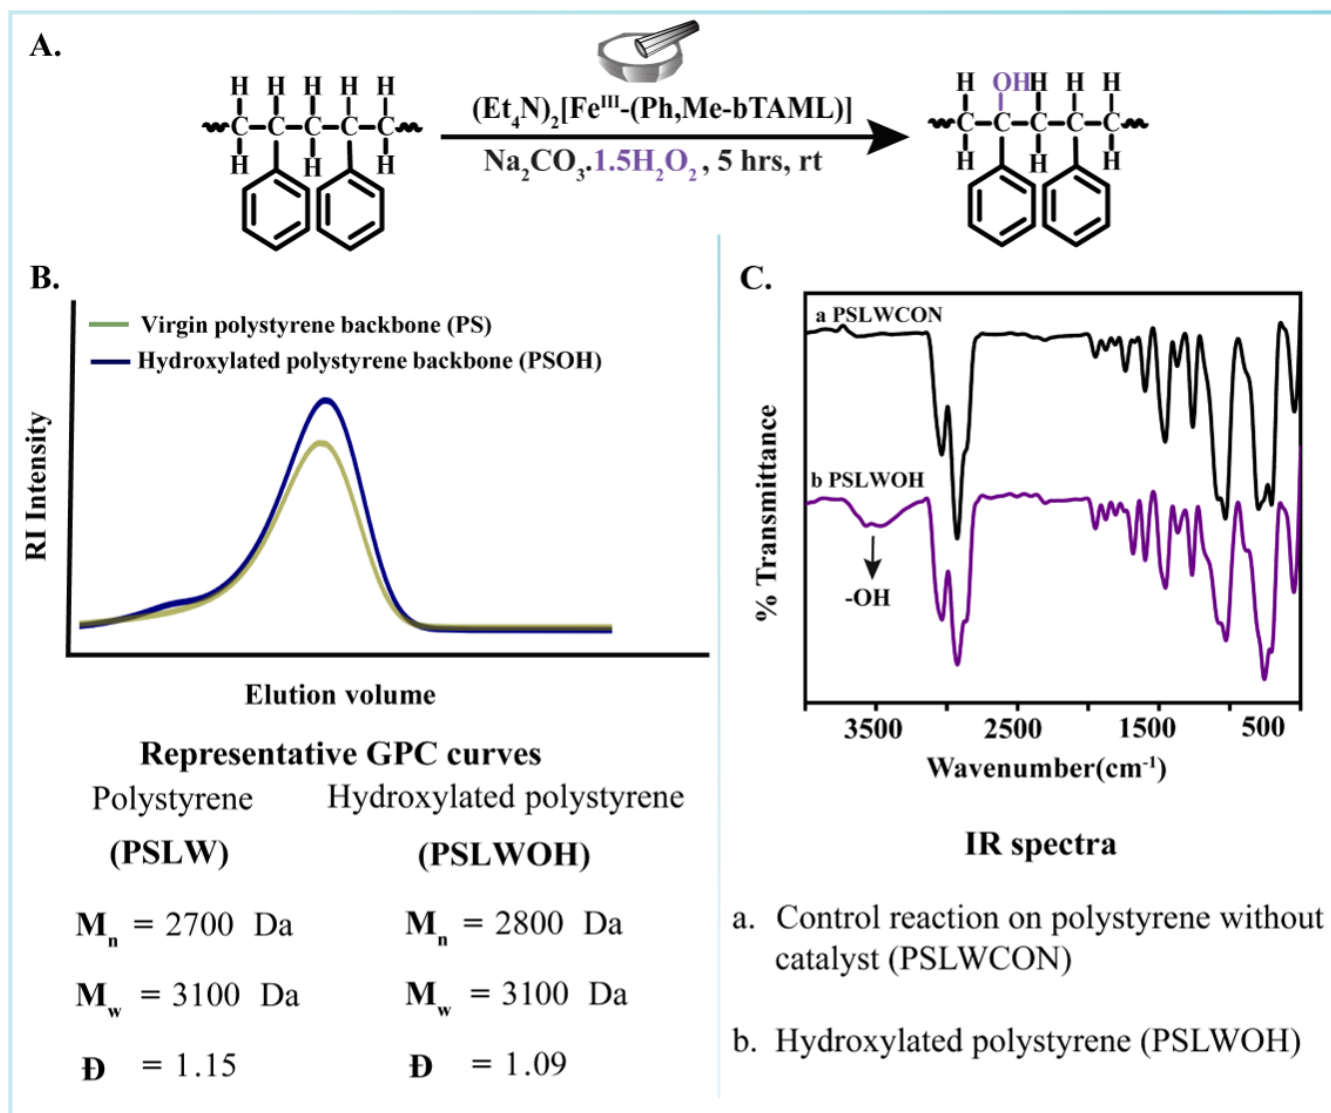 A.
H H H H H
C-C-C-C-C
H H H
(Et4N)2[FeIII-(Ph,Me-bTAML)]
Na2CO3.1.5H2O2, 5 hrs, rt
H OHH H H
C-C-C-C-C
H H H
B.
Virgin polystyrene backbone (PS)
Hydroxylated polystyrene backbone (PSOH)
RI Intensity
Elution volume
Representative GPC curves
Polystyrene Hydroxylated polystyrene
(PSLW) (PSLWOH)
Mn = 2700 Da Mn = 2800 Da
Mw = 3100 Da Mw = 3100 Da
Đ = 1.15 Đ = 1.09
C.
a PSLWCON
b PSLWOH
-OH
% Transmittance
3500 2500 1500 500
Wavenumber(cm-1)
IR spectra
a. Control reaction on polystyrene without
catalyst (PSLWCON)
b. Hydroxylated polystyrene (PSLWOH)